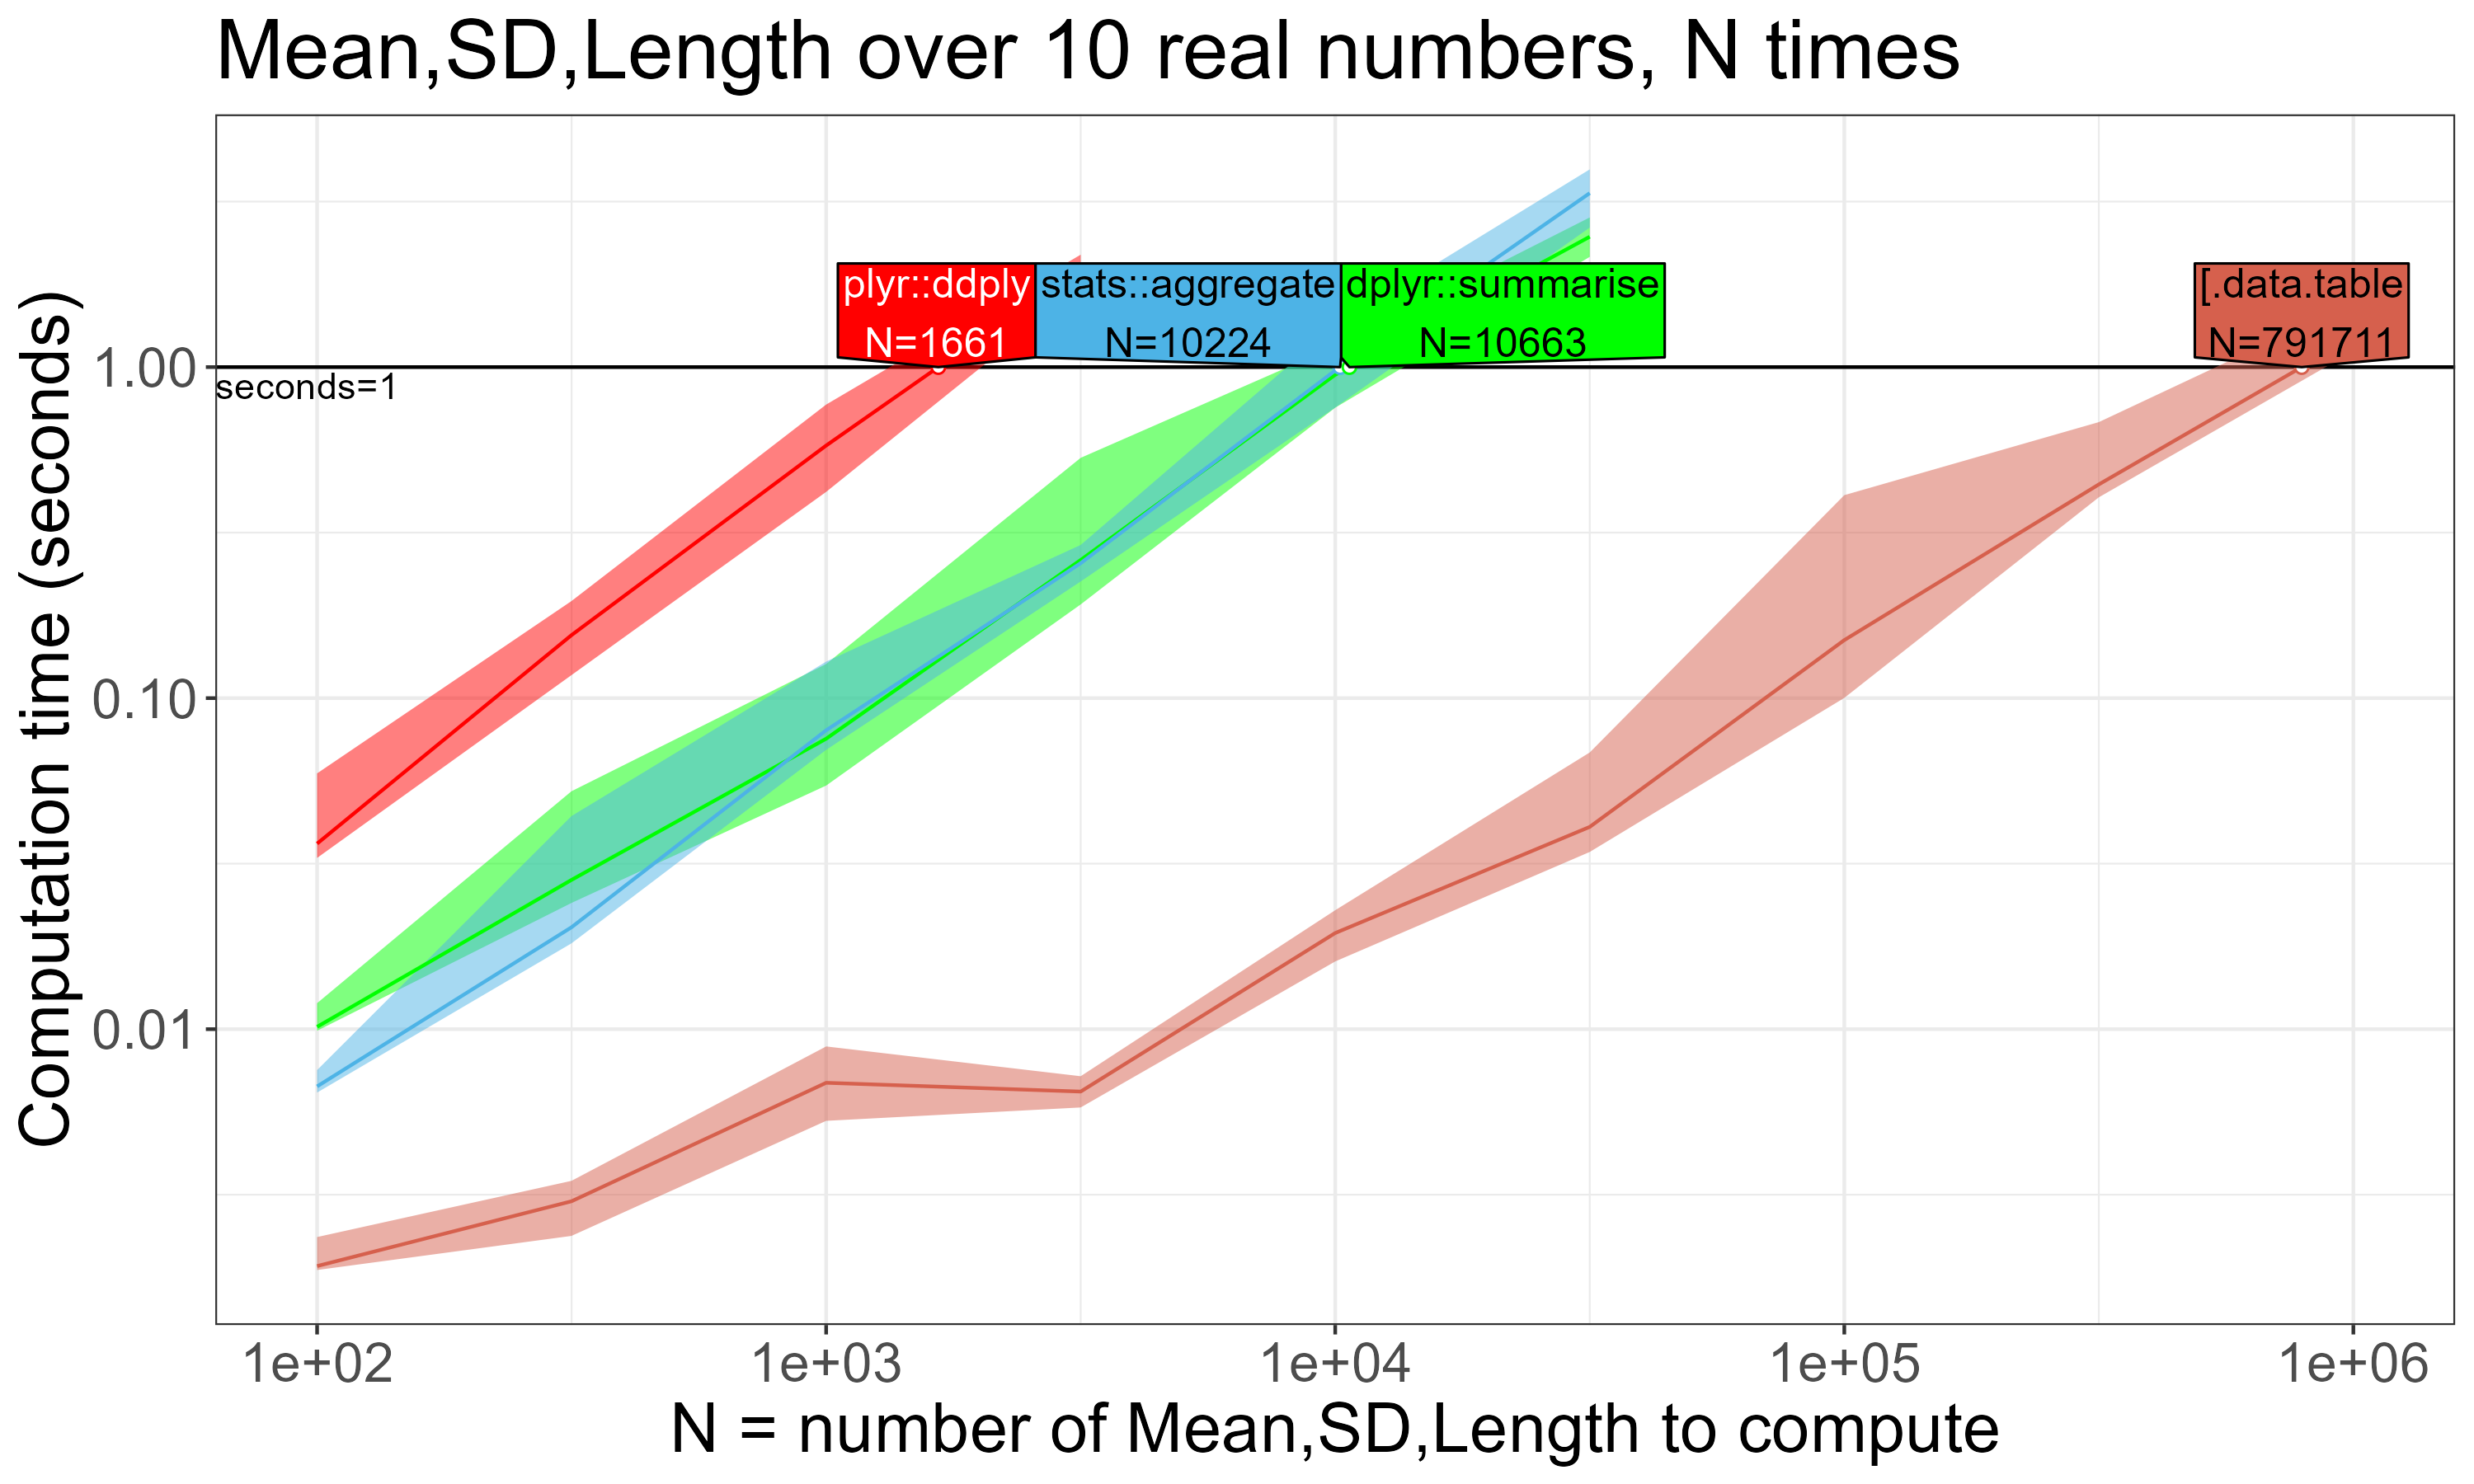 Mean,SD,Length over 10 real numbers, N times
Computation time (seconds)
1.00
0.10
0.01
seconds=1
plyr::ddply
N=1661
stats::aggregate
N=10224
dplyr::summarise
N=10663
[.data.table
N=791711
1e+02
1e+03
1e+04
1e+05
1e+06
N = number of Mean,SD,Length to compute